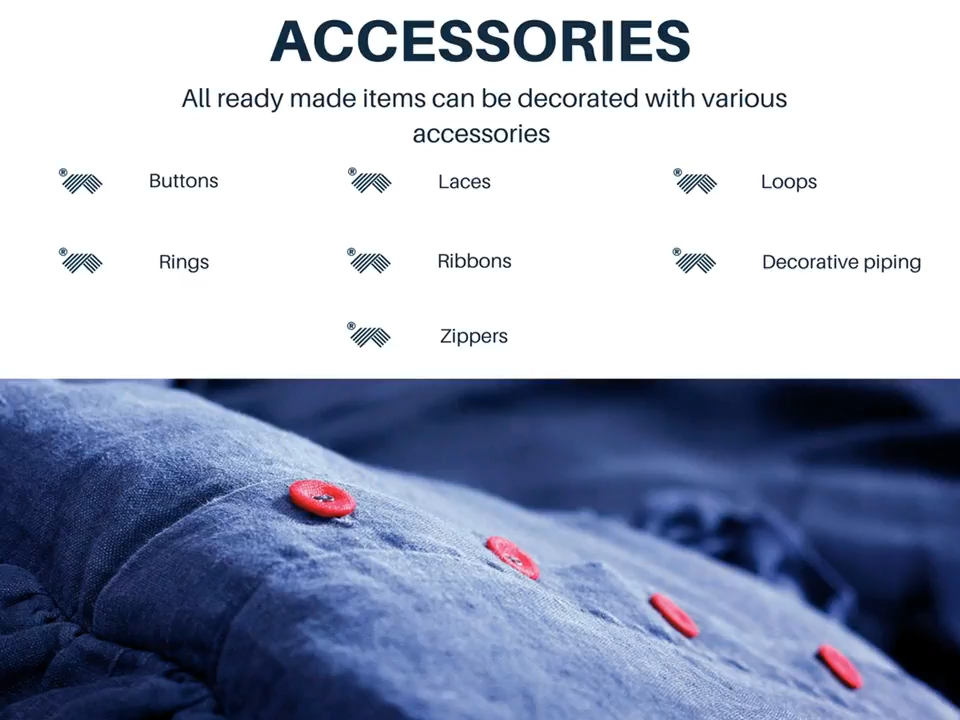 ACCESSORIES
All ready made items can be decorated with various
accessories
® Buttons
® Laces
® Loops
® Rings
® Ribbons
® Decorative piping
® Zippers